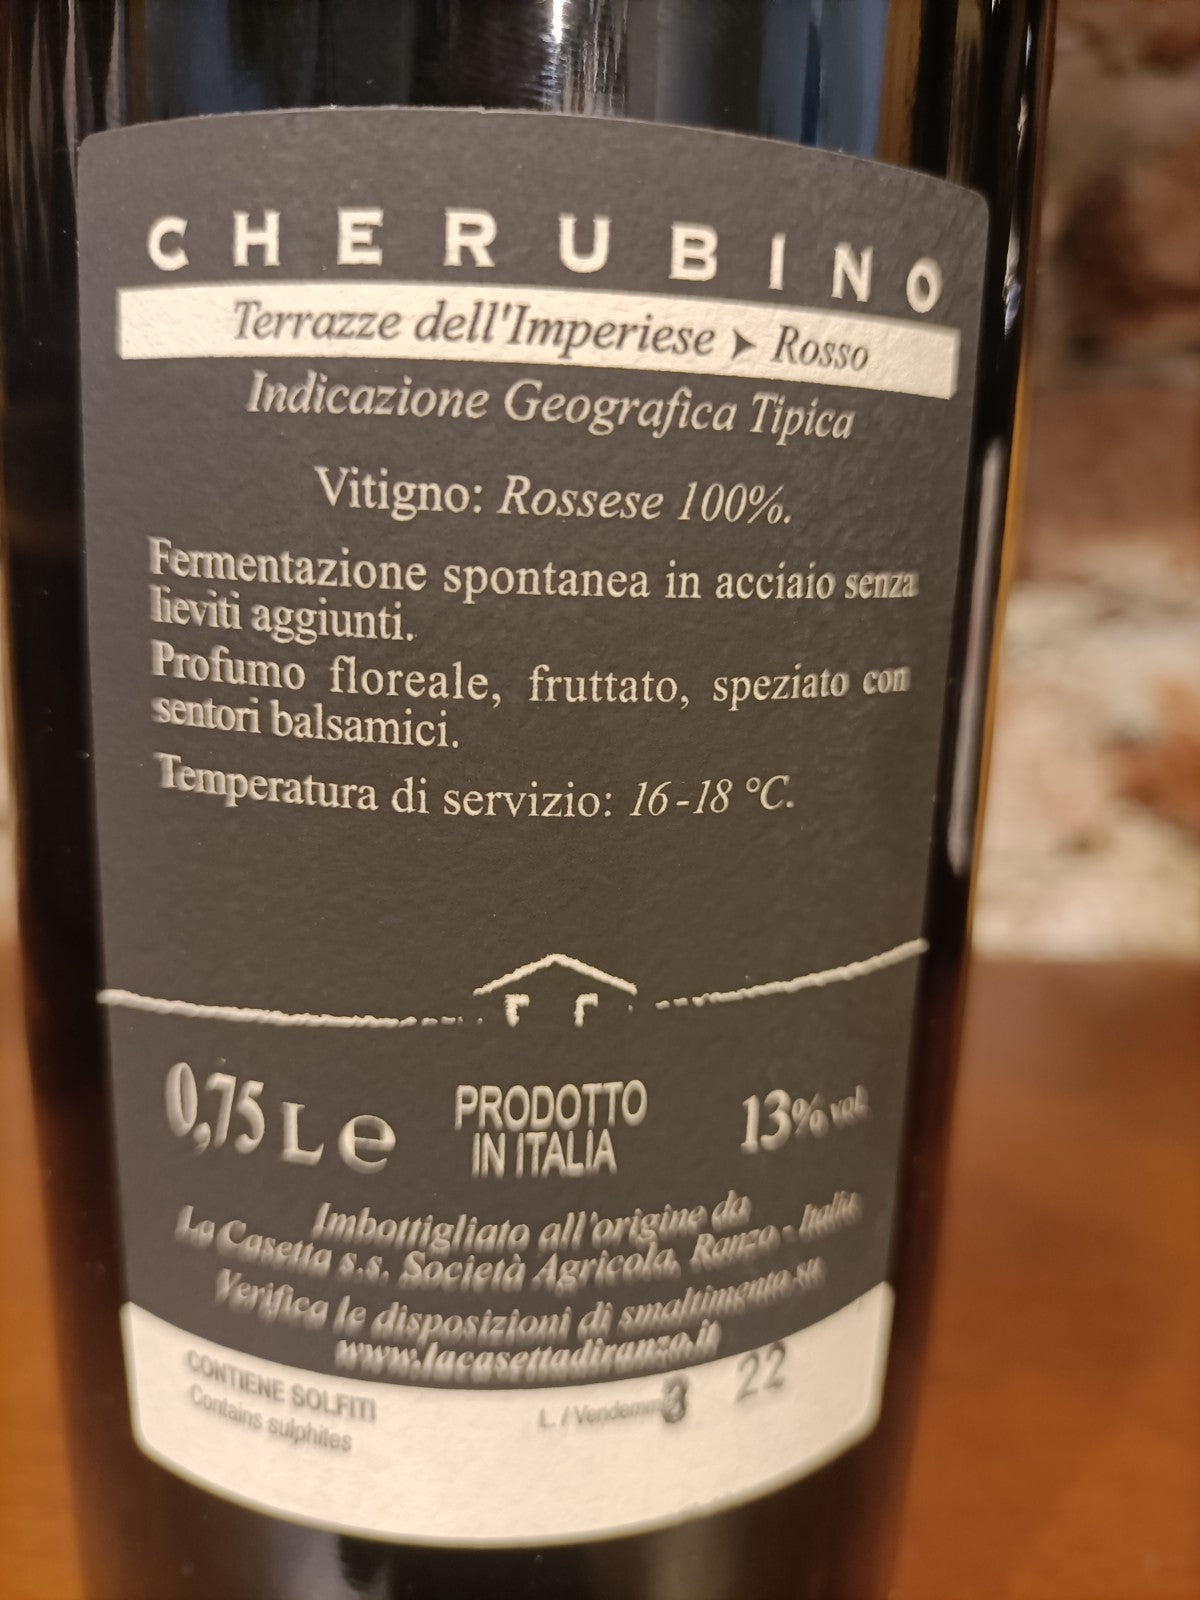 CHERUBINO
Terrazze dell'Imperiese ➤ Rosso
Indicazione Geografica Tipica
Vitigno: Rossese 100%.
Fermentazione spontanea in acciaio senza
lieviti aggiunti.
Profumo floreale, fruttato, speziato con
sentori balsamici.
Temperatura di servizio: 16-18 °C.
0,75 L e PRODOTTO 13% vol.
IN ITALIA
Imbottigliato all'origine da
La Casetta s.s. Società Agricola, Ranzo - Italia
Verifica le disposizioni di smaltimento su
www.lacasettadiranzo.it
CONTIENE SOLFITI
Contains sulphites
L. / 22